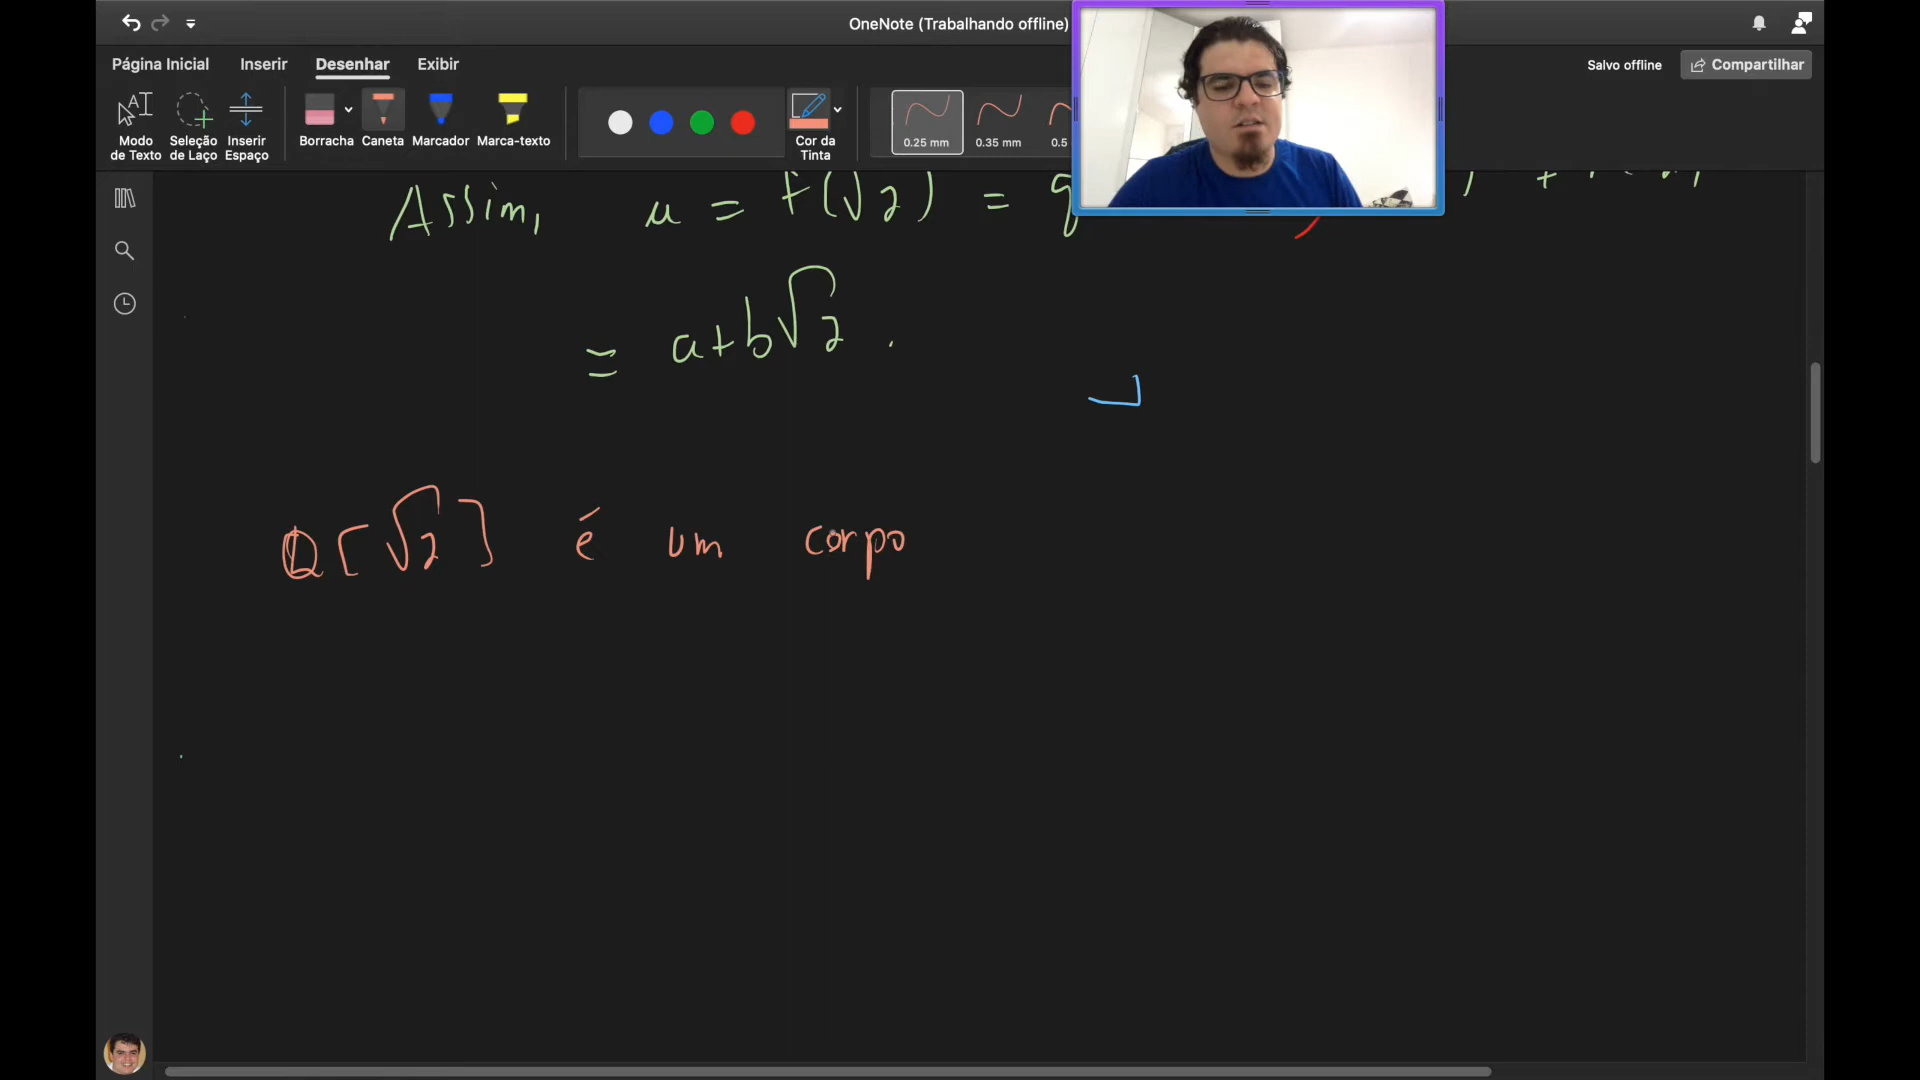 OneNote (Trabalhando offline)
Página Inicial Inserir Desenhar Exibir
Salvo offline Compartilhar
Modo de Texto
Seleção de Laço
Inserir Espaço
Borracha Caneta Marcador Marca-texto
Cor da Tinta
0.25 mm 0.35 mm 0.5
Assim, u = f(√2) = q
= a+b√2 .
ℚ[√2] é um corpo